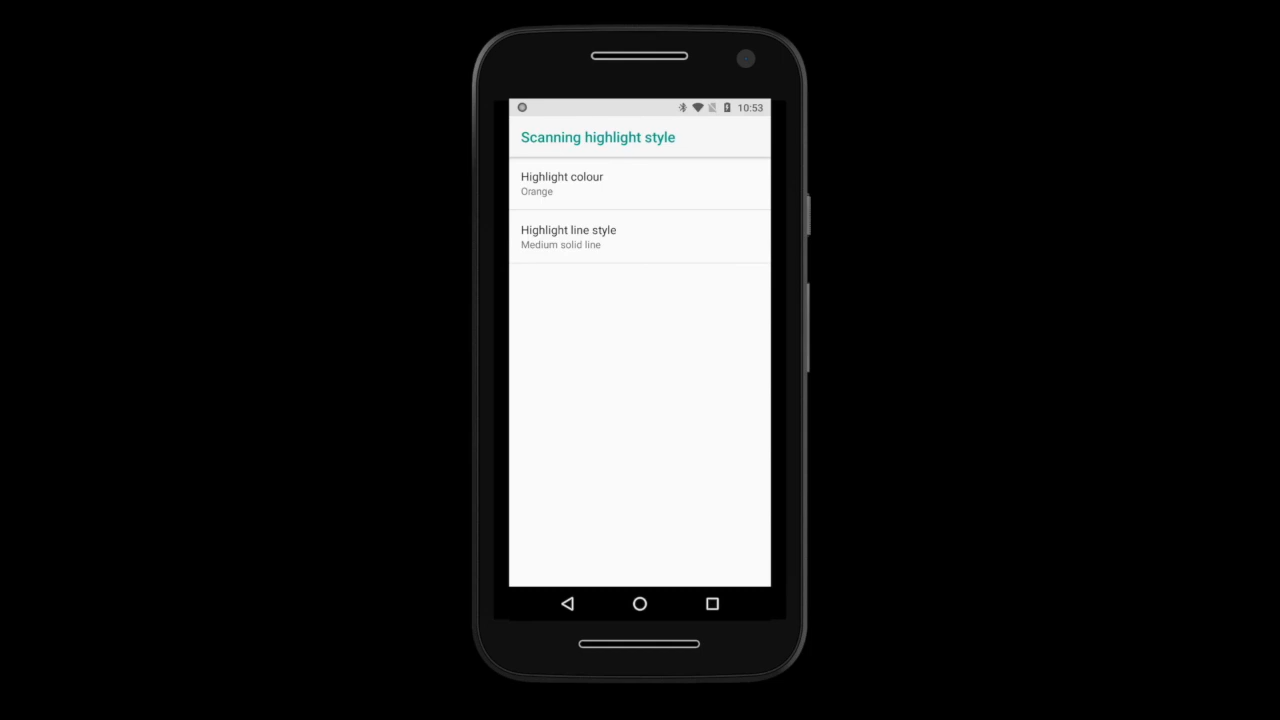 10:53
Scanning highlight style
Highlight colour
Orange
Highlight line style
Medium solid line